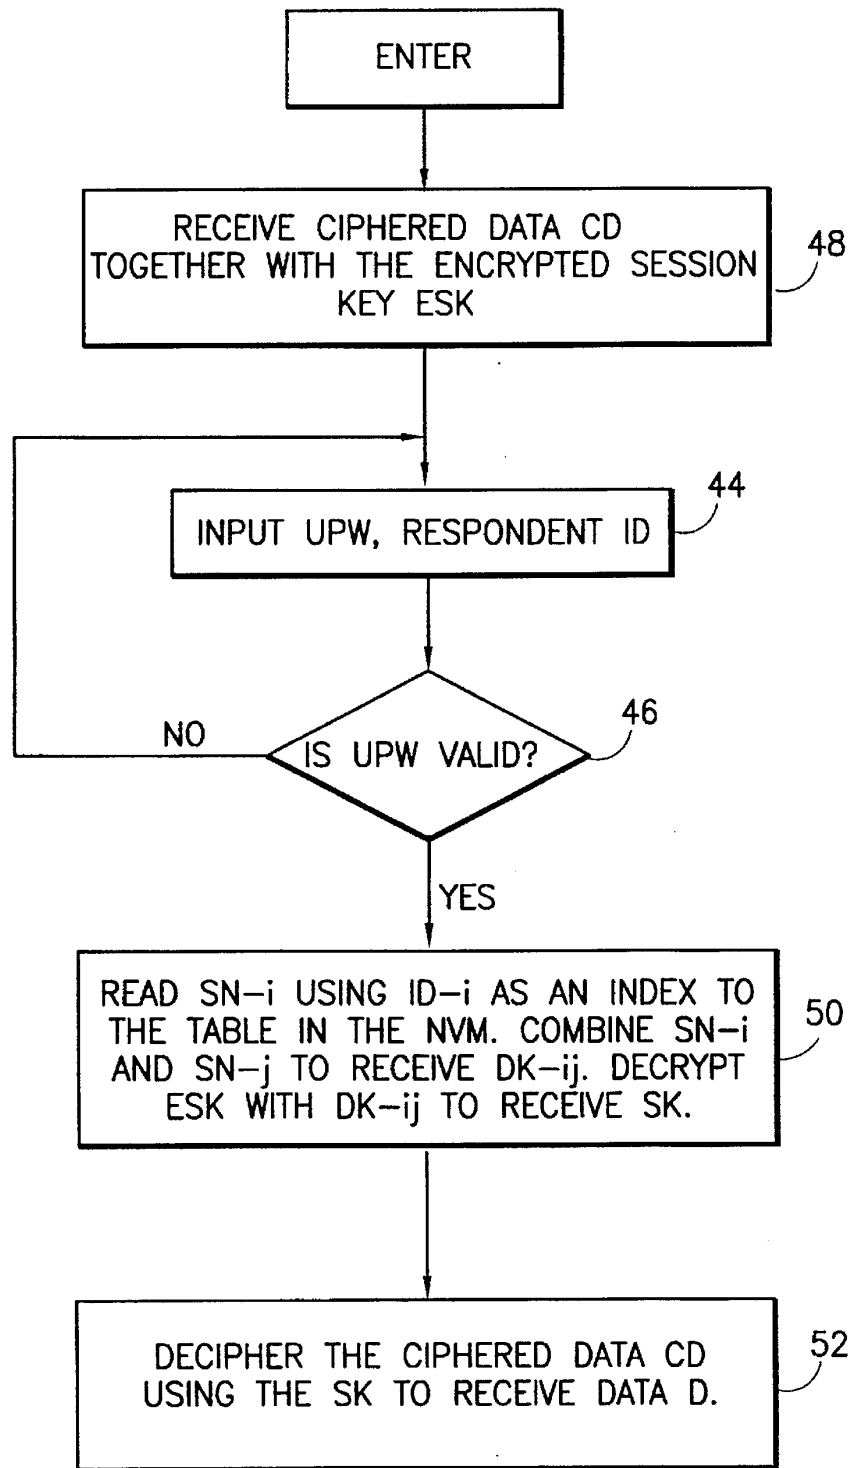 ENTER
RECEIVE CIPHERED DATA CD
TOGETHER WITH THE ENCRYPTED SESSION
KEY ESK
48
INPUT UPW, RESPONDENT ID
44
IS UPW VALID?
46
NO
YES
READ SN-i USING ID-i AS AN INDEX TO
THE TABLE IN THE NVM. COMBINE SN-i
AND SN-j TO RECEIVE DK-ij. DECRYPT
ESK WITH DK-ij TO RECEIVE SK.
50
DECIPHER THE CIPHERED DATA CD
USING THE SK TO RECEIVE DATA D.
52